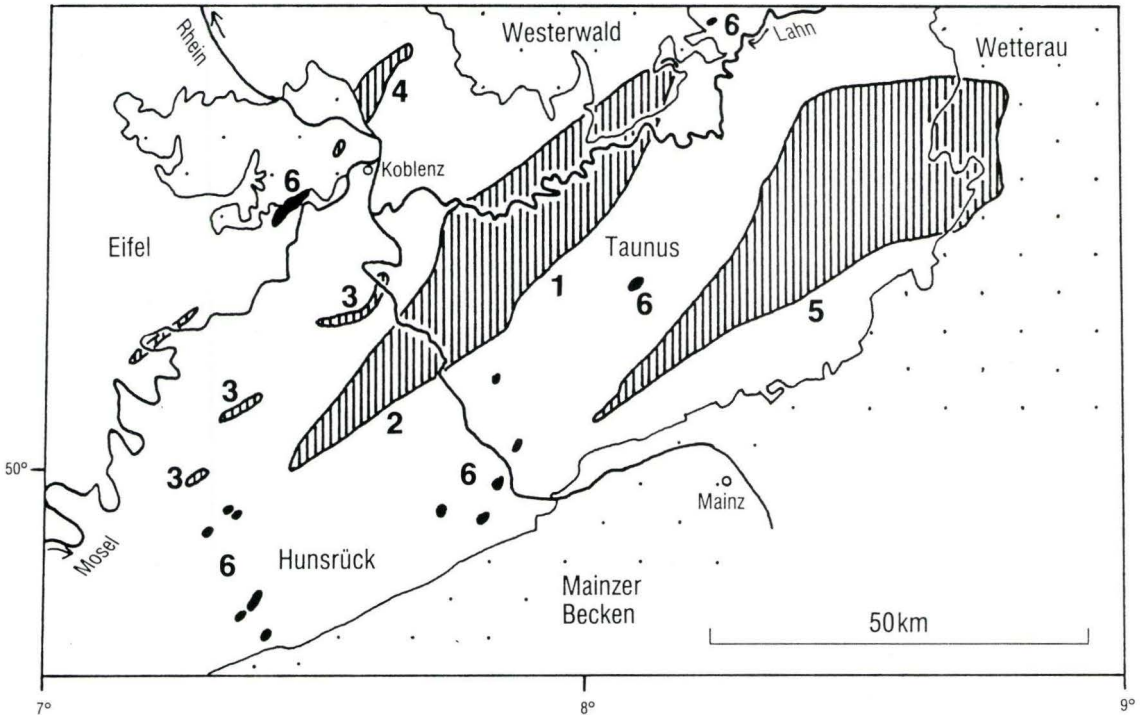 Rhein
Westerwald
6
Lahn
Wetterau
4
Koblenz
6
Eifel
Taunus
1
6
5
3
3
2
50°
3
6
Mainz
Mosel
6
Hunsrück
Mainzer
Becken
50km
7°
8°
9°